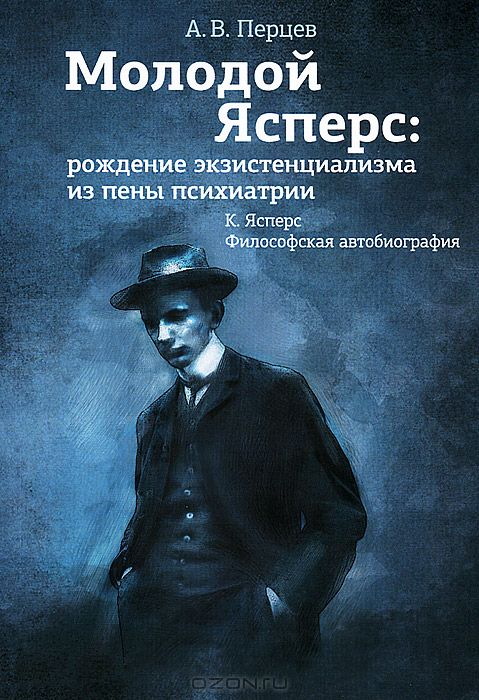 А. В. Перцев
Молодой
Ясперс:
рождение экзистенциализма
из пены психиатрии
К. Ясперс
Философская автобиография
OZON.RU